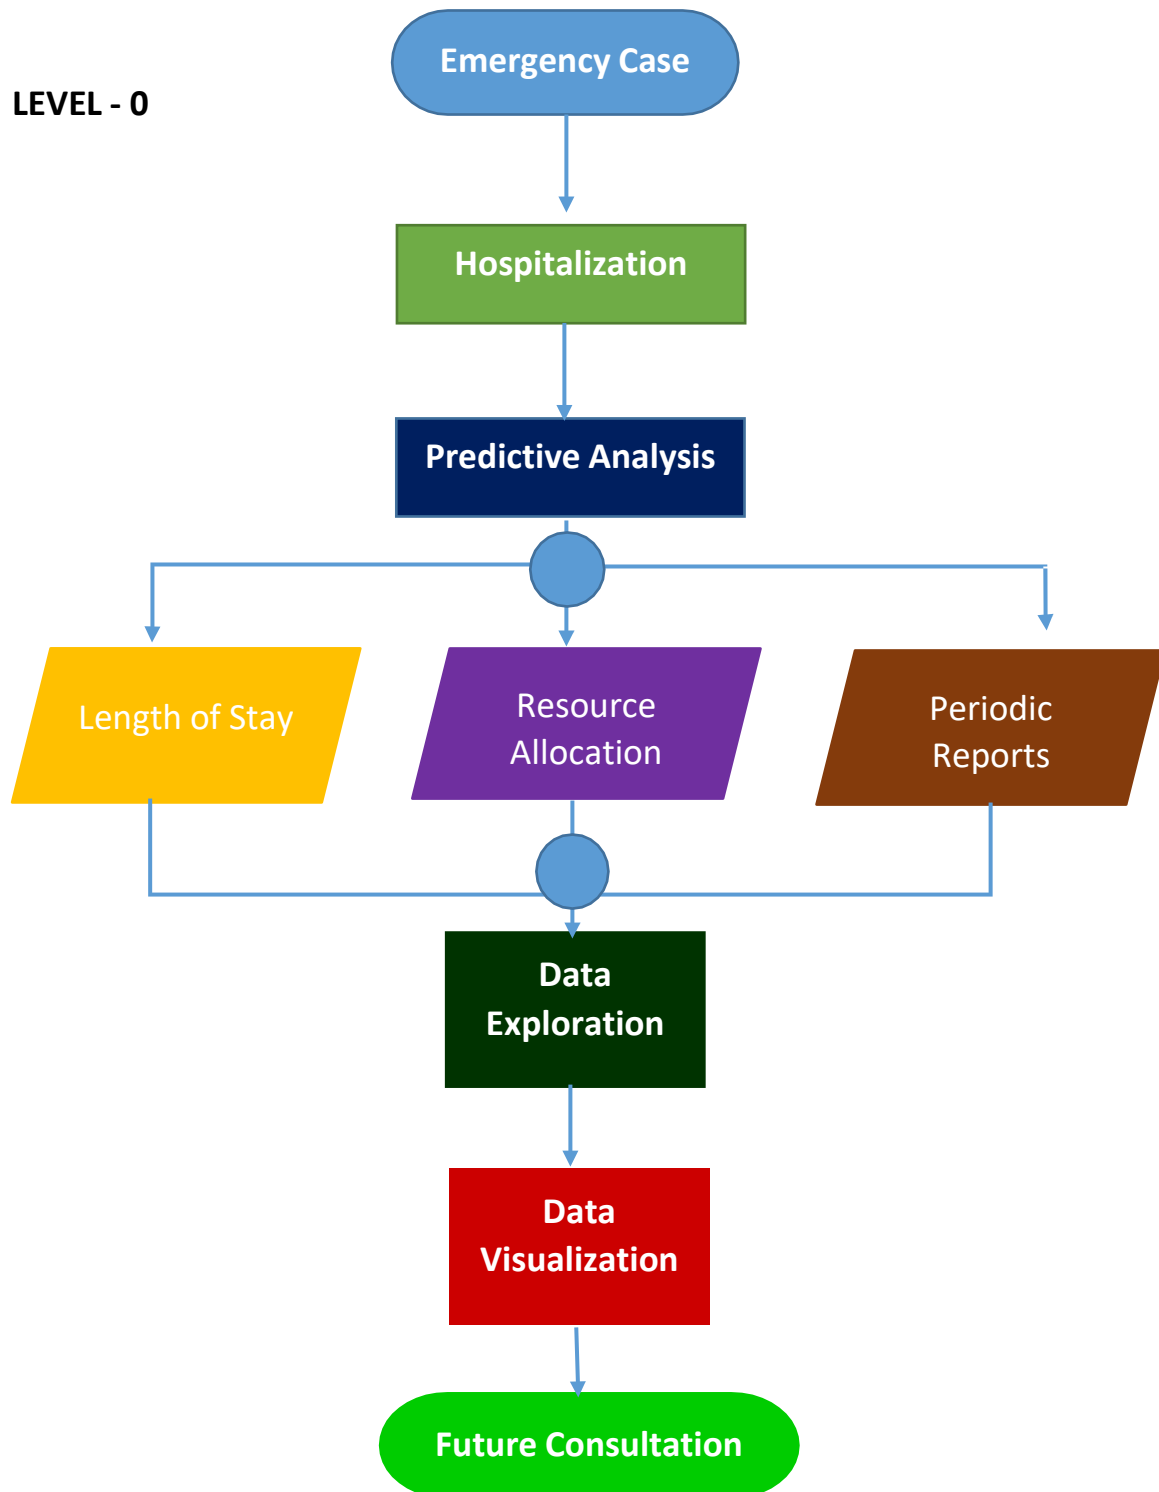 Emergency Case
LEVEL - 0
Hospitalization
Predictive Analysis
Length of Stay
Resource
Allocation
Periodic
Reports
Data
Exploration
Data
Visualization
Future Consultation